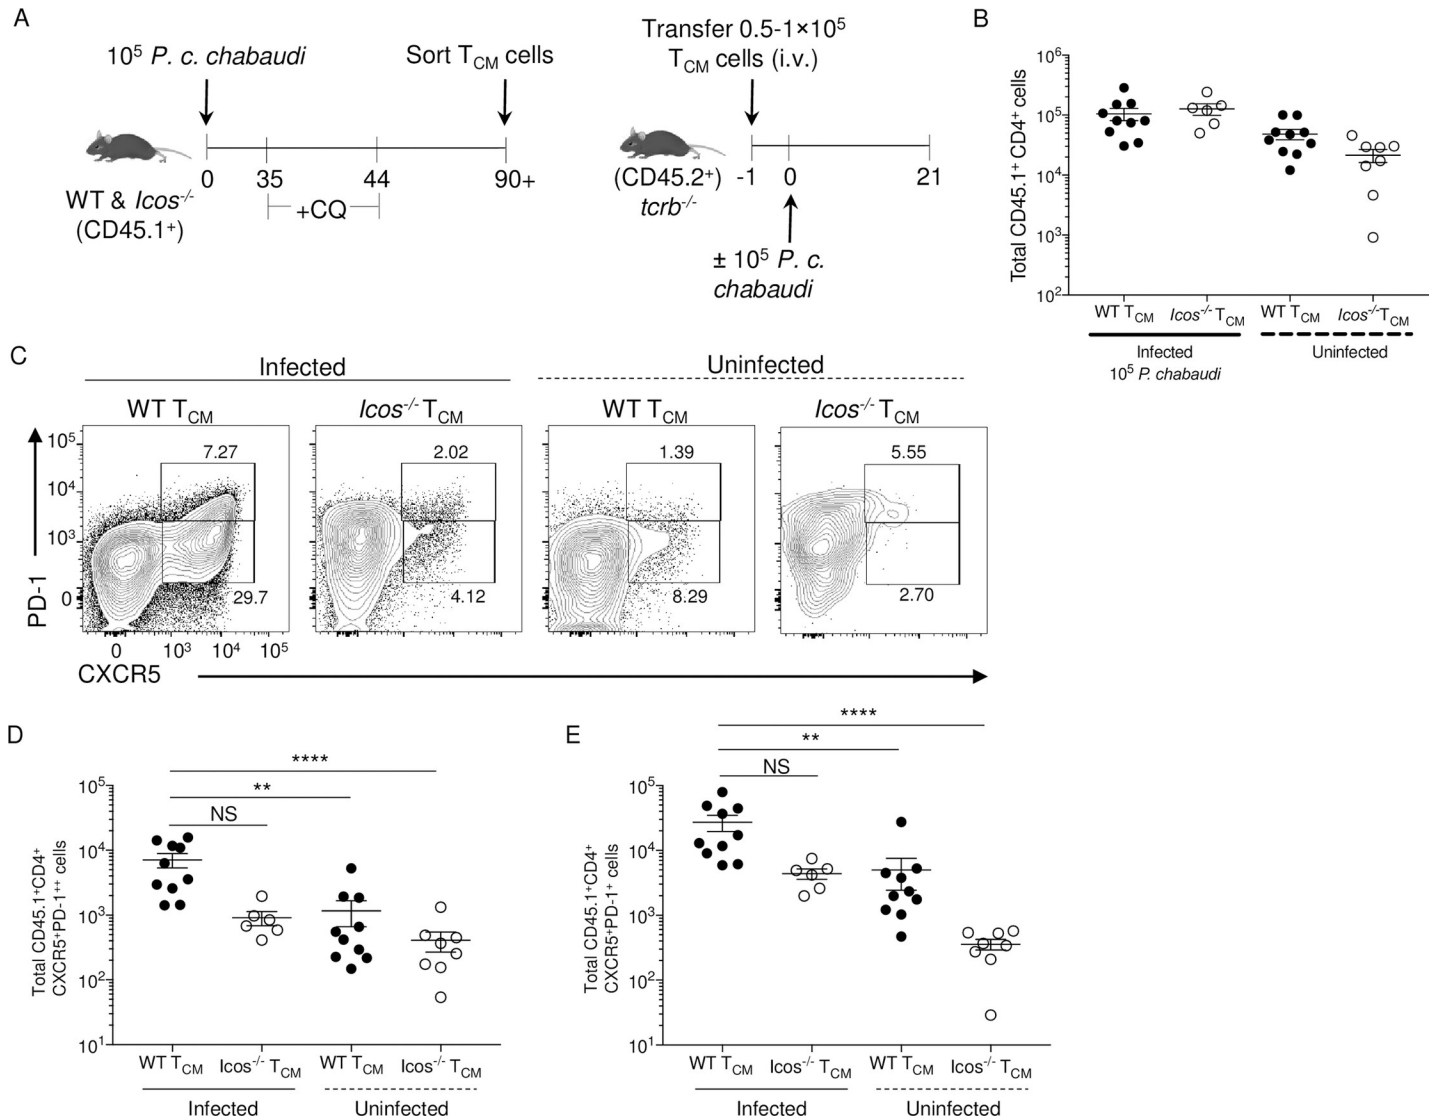 A
10⁵ P. c. chabaudi
Sort T_CM cells
0
35
44
90+
+CQ
WT & Icos⁻/⁻
(CD45.1⁺)
Transfer 0.5-1×10⁵
T_CM cells (i.v.)
(CD45.2⁺)
tcrb⁻/⁻
-1
0
21
± 10⁵ P. c.
chabaudi
B
Total CD45.1⁺ CD4⁺ cells
10⁶
10⁵
10⁴
10³
10²
WT T_CM
Icos⁻/⁻ T_CM
WT T_CM
Icos⁻/⁻ T_CM
Infected
10⁵ P. chabaudi
Uninfected
C
Infected
Uninfected
WT T_CM
Icos⁻/⁻ T_CM
WT T_CM
Icos⁻/⁻ T_CM
7.27
29.7
2.02
4.12
1.39
8.29
5.55
2.70
PD-1
10⁵
10⁴
10³
0
0
10³
10⁴
10⁵
CXCR5
D
****
**
NS
Total CD45.1⁺CD4⁺
CXCR5⁺PD-1⁺⁺ cells
10⁵
10⁴
10³
10²
10¹
WT T_CM
Icos⁻/⁻ T_CM
WT T_CM
Icos⁻/⁻ T_CM
Infected
Uninfected
E
****
**
NS
Total CD45.1⁺CD4⁺
CXCR5⁺PD-1⁺ cells
10⁵
10⁴
10³
10²
10¹
WT T_CM
Icos⁻/⁻ T_CM
WT T_CM
Icos⁻/⁻ T_CM
Infected
Uninfected